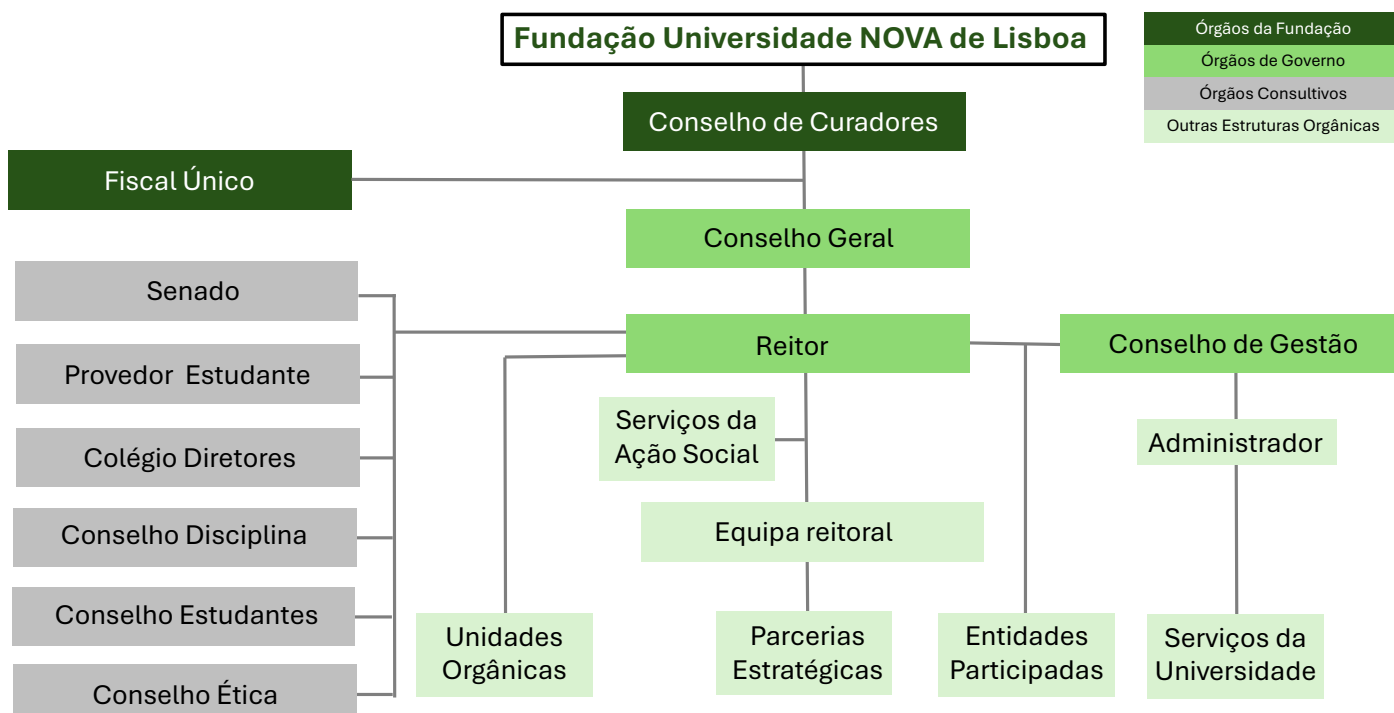 Fundação Universidade NOVA de Lisboa
Órgãos da Fundação
Órgãos de Governo
Órgãos Consultivos
Outras Estruturas Orgânicas
Conselho de Curadores
Fiscal Único
Conselho Geral
Senado
Reitor
Conselho de Gestão
Provedor Estudante
Serviços da
Ação Social
Administrador
Colégio Diretores
Equipa reitoral
Conselho Disciplina
Conselho Estudantes
Unidades
Orgânicas
Parcerias
Estratégicas
Entidades
Participadas
Serviços da
Universidade
Conselho Ética